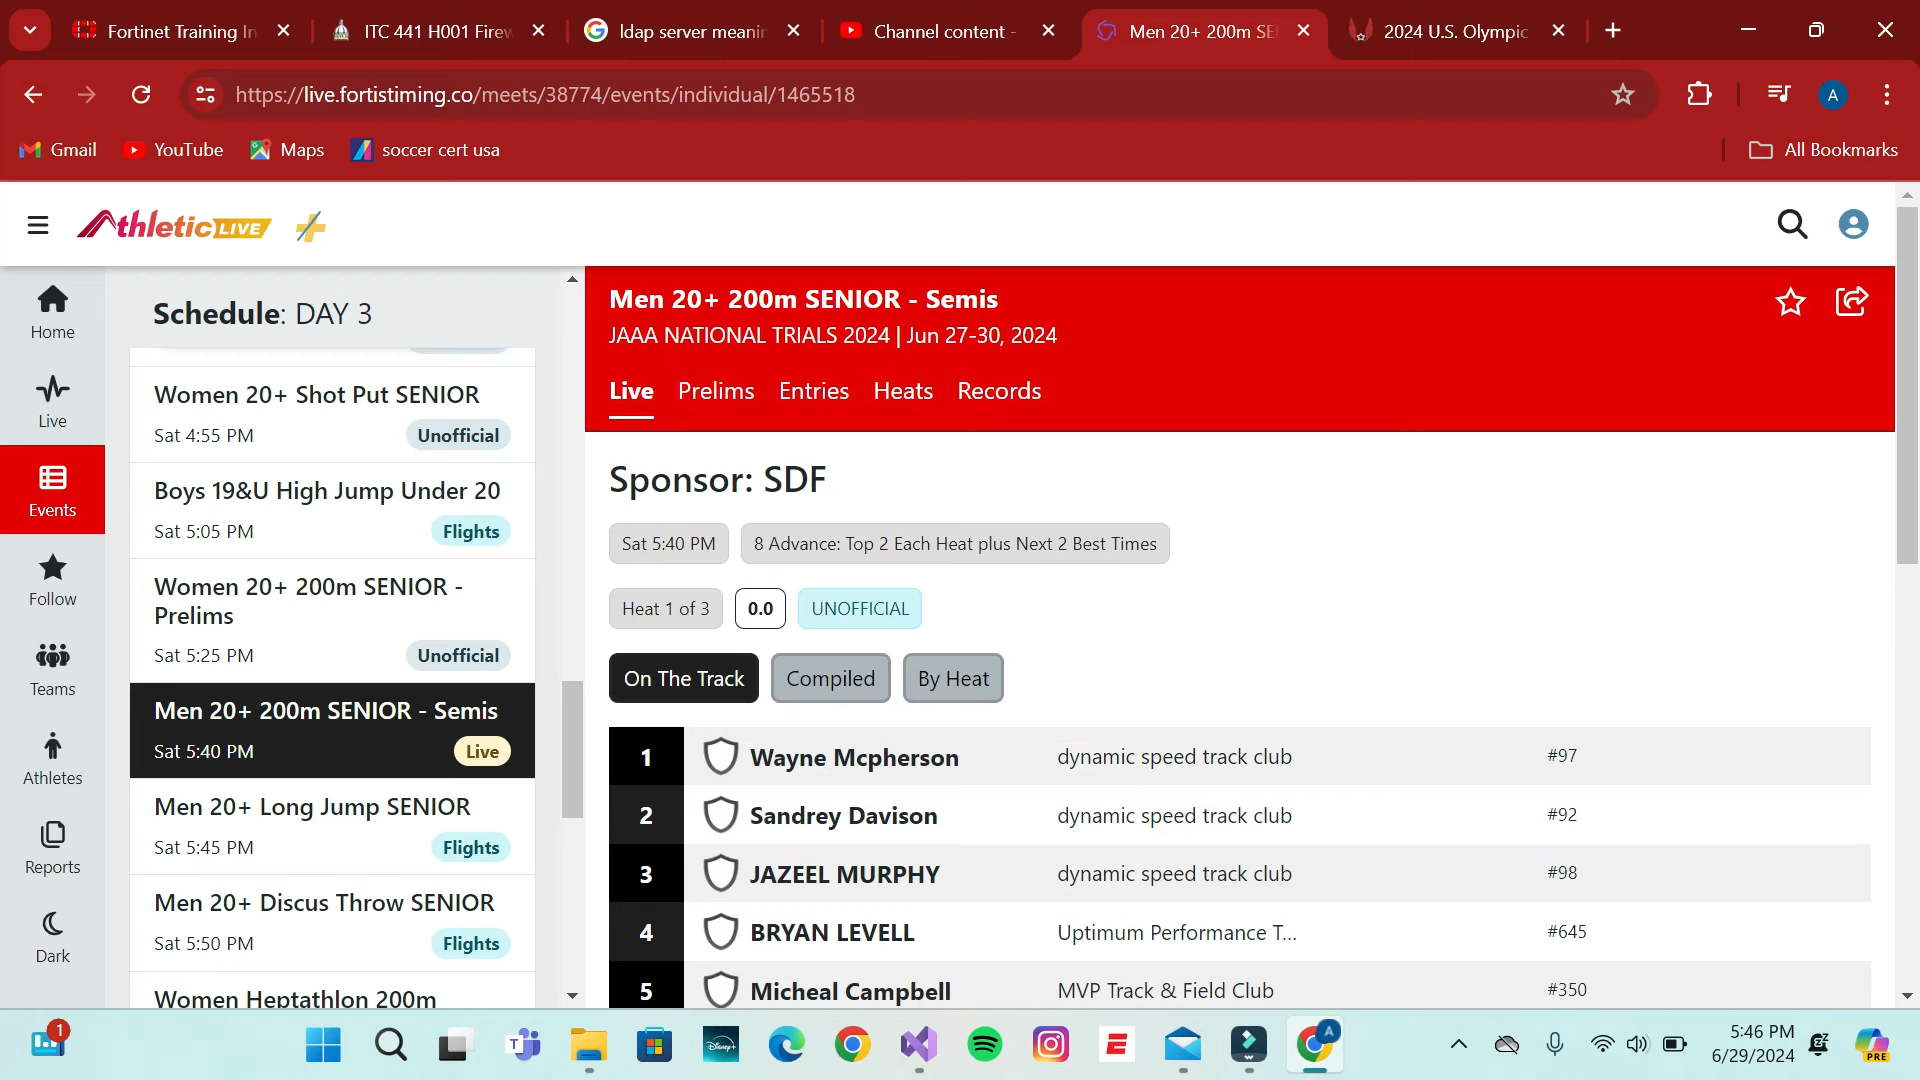 Fortinet Training In
ITC 441 H001 Firew
ldap server meanin
Channel content -
Men 20+ 200m SE
2024 U.S. Olympic
https://live.fortistiming.co/meets/38774/events/individual/1465518
A
Gmail
YouTube
Maps
soccer cert usa
All Bookmarks
AthleticLIVE
Home
Live
Events
Follow
Teams
Athletes
Reports
Dark
Schedule: DAY 3
Women 20+ Shot Put SENIOR
Sat 4:55 PM
Unofficial
Boys 19&U High Jump Under 20
Sat 5:05 PM
Flights
Women 20+ 200m SENIOR -
Prelims
Sat 5:25 PM
Unofficial
Men 20+ 200m SENIOR - Semis
Sat 5:40 PM
Live
Men 20+ Long Jump SENIOR
Sat 5:45 PM
Flights
Men 20+ Discus Throw SENIOR
Sat 5:50 PM
Flights
Women Heptathlon 200m
Men 20+ 200m SENIOR - Semis
JAAA NATIONAL TRIALS 2024 | Jun 27-30, 2024
Live Prelims Entries Heats Records
Sponsor: SDF
Sat 5:40 PM
8 Advance: Top 2 Each Heat plus Next 2 Best Times
Heat 1 of 3
0.0
UNOFFICIAL
On The Track
Compiled
By Heat
1 Wayne Mcpherson dynamic speed track club #97
2 Sandrey Davison dynamic speed track club #92
3 JAZEEL MURPHY dynamic speed track club #98
4 BRYAN LEVELL Uptimum Performance T... #645
5 Micheal Campbell MVP Track & Field Club #350
1
T
Disney+
E
A
5:46 PM
6/29/2024
PRE